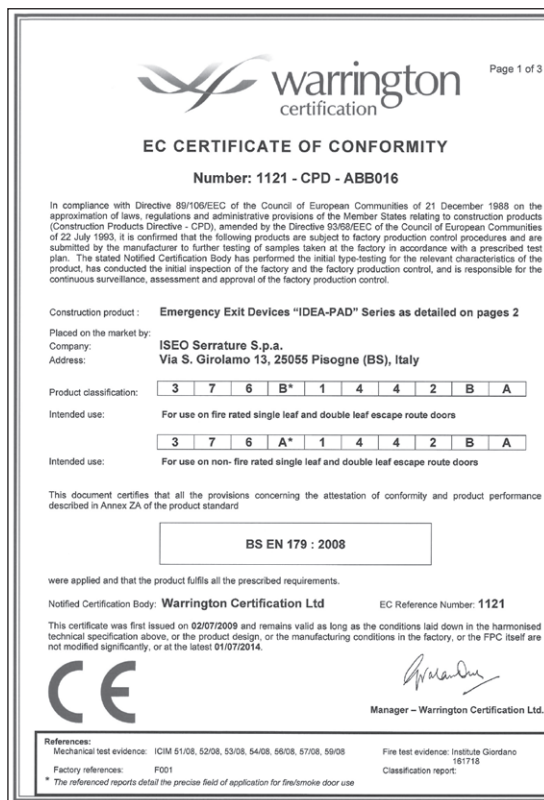 Page 1 of 3
warrington
certification
EC CERTIFICATE OF CONFORMITY
Number: 1121 - CPD - ABB016
In compliance with Directive 89/106/EEC of the Council of European Communities of 21 December 1988 on the
approximation of laws, regulations and administrative provisions of the Member States relating to construction products
(Construction Products Directive - CPD), amended by the Directive 93/68/EEC of the Council of European Communities
of 22 July 1993, it is confirmed that the following products are subject to factory production control procedures and are
submitted by the manufacturer to further testing of samples taken at the factory in accordance with a prescribed test
plan. The stated Notified Certification Body has performed the initial type-testing for the relevant characteristics of the
product, has conducted the initial inspection of the factory and the factory production control, and is responsible for the
continuous surveillance, assessment and approval of the factory production control.
Construction product : Emergency Exit Devices "IDEA-PAD" Series as detailed on pages 2
Placed on the market by:
Company: ISEO Serrature S.p.a.
Address: Via S. Girolamo 13, 25055 Pisogne (BS), Italy
Product classification: 3 7 6 B* 1 4 4 2 B A
Intended use: For use on fire rated single leaf and double leaf escape route doors
3 7 6 A* 1 4 4 2 B A
Intended use: For use on non- fire rated single leaf and double leaf escape route doors
This document certifies that all the provisions concerning the attestation of conformity and product performance
described in Annex ZA of the product standard
BS EN 179 : 2008
were applied and that the product fulfils all the prescribed requirements.
Notified Certification Body: Warrington Certification Ltd EC Reference Number: 1121
This certificate was first issued on 02/07/2009 and remains valid as long as the conditions laid down in the harmonised
technical specification above, or the product design, or the manufacturing conditions in the factory, or the FPC itself are
not modified significantly, or at the latest 01/07/2014.
CE
Manager – Warrington Certification Ltd.
References:
Mechanical test evidence: ICIM 51/08, 52/08, 53/08, 54/08, 56/08, 57/08, 59/08 Fire test evidence: Institute Giordano
161718
Factory references: F001 Classification report:
* The referenced reports detail the precise field of application for fire/smoke door use